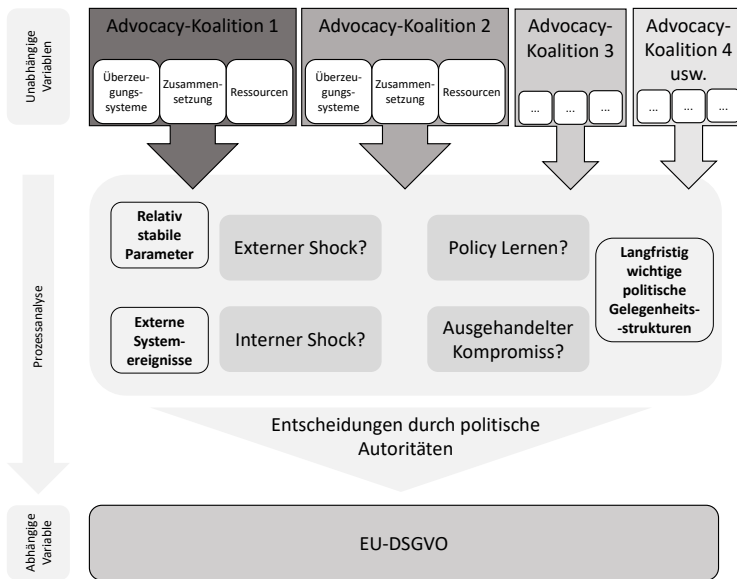 Unabhängige
Variablen
Advocacy-Koalition 1
Überzeu-
gungs-
systeme
Zusammen-
setzung
Ressourcen
Advocacy-Koalition 2
Überzeu-
gungs-
systeme
Zusammen-
setzung
Ressourcen
Advocacy-
Koalition 3
...
...
...
Advocacy-
Koalition 4
usw.
...
...
...
Prozessanalyse
Relativ
stabile
Parameter
Externer Shock?
Policy Lernen?
Langfristig
wichtige
politische
Gelegenheits-
-strukturen
Externe
System-
ereignisse
Interner Shock?
Ausgehandelter
Kompromiss?
Entscheidungen durch politische
Autoritäten
Abhängige
Variable
EU-DSGVO